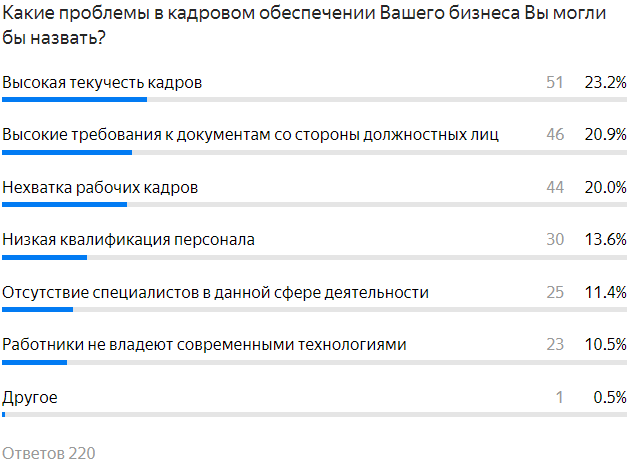 Какие проблемы в кадровом обеспечении Вашего бизнеса Вы могли
бы назвать?
Высокая текучесть кадров 51 23.2%
Высокие требования к документам со стороны должностных лиц 46 20.9%
Нехватка рабочих кадров 44 20.0%
Низкая квалификация персонала 30 13.6%
Отсутствие специалистов в данной сфере деятельности 25 11.4%
Работники не владеют современными технологиями 23 10.5%
Другое 1 0.5%
Ответов 220